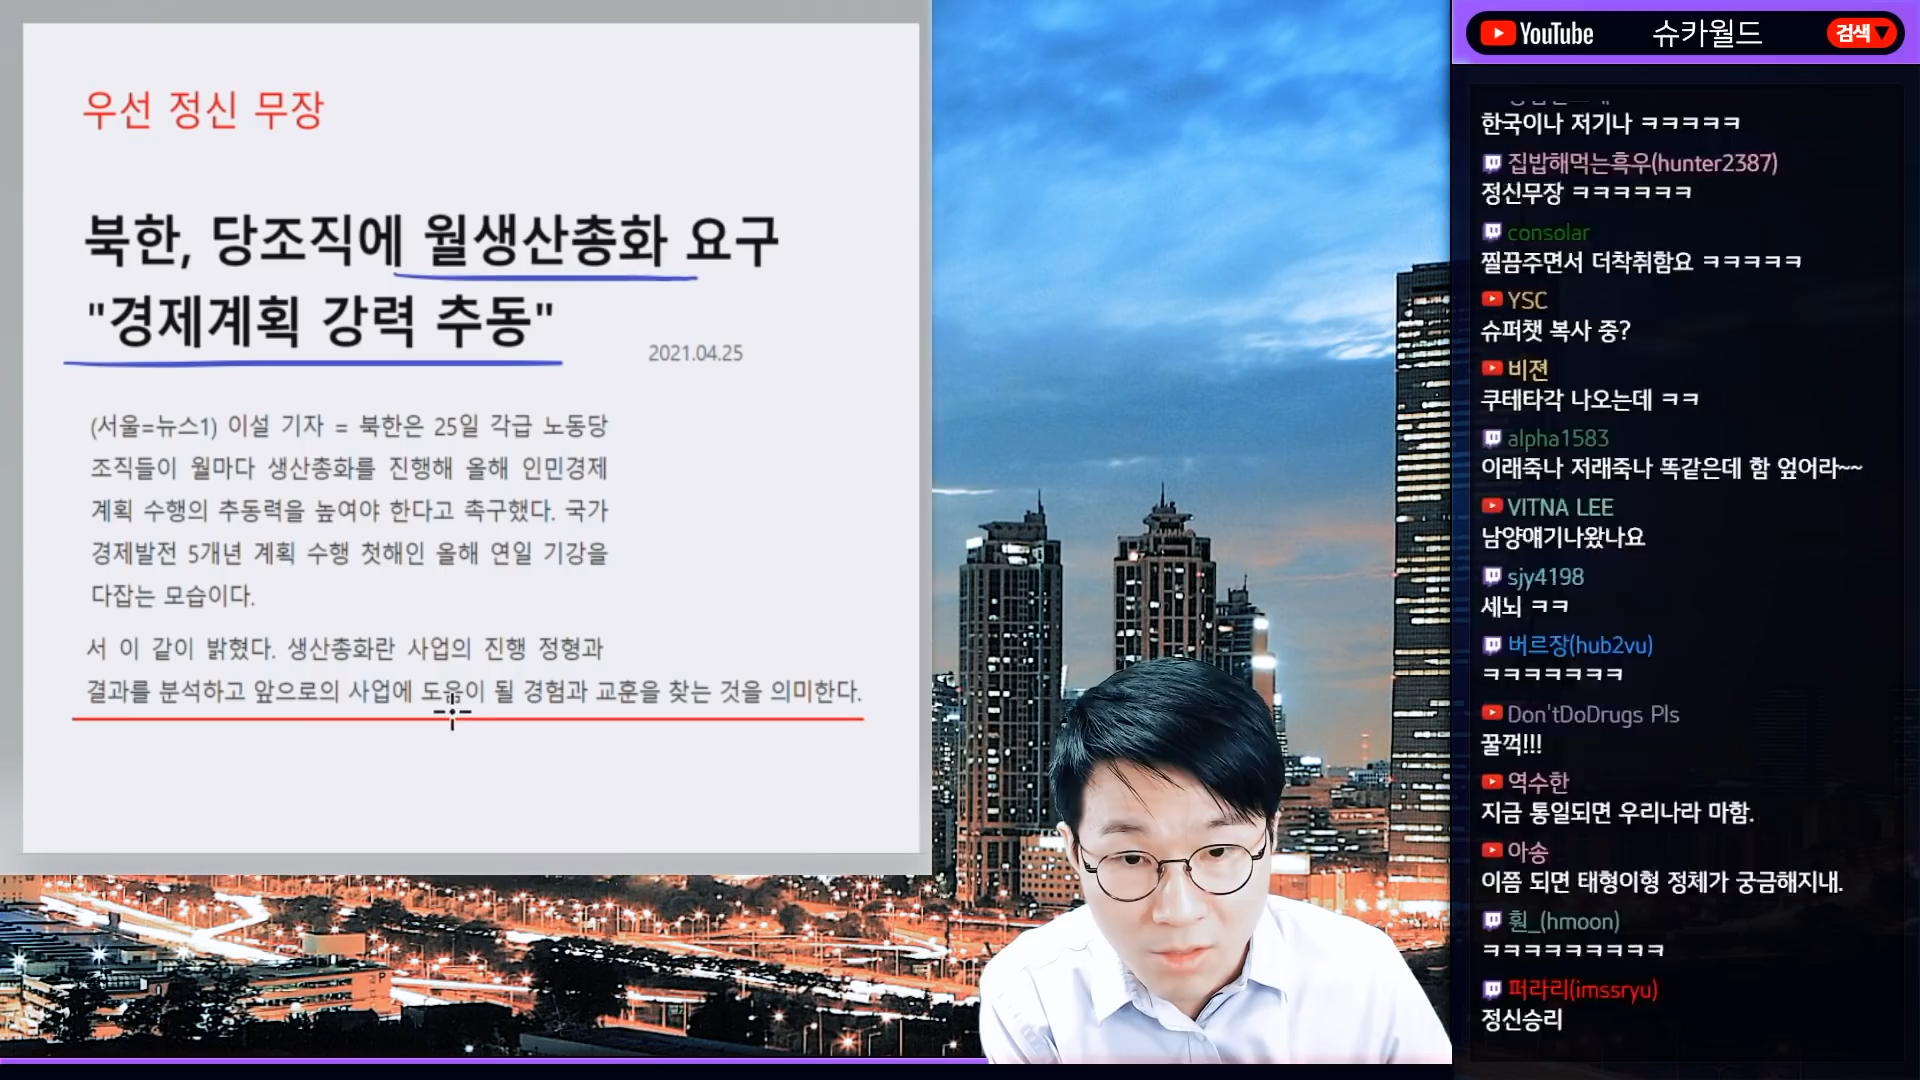 우선 정신 무장
북한, 당조직에 월생산총화 요구
"경제계획 강력 추동"
2021.04.25
(서울=뉴스1) 이설 기자 = 북한은 25일 각급 노동당
조직들이 월마다 생산총화를 진행해 올해 인민경제
계획 수행의 추동력을 높여야 한다고 촉구했다. 국가
경제발전 5개년 계획 수행 첫해인 올해 연일 기강을
다잡는 모습이다.
서 이 같이 밝혔다. 생산총화란 사업의 진행 정형과
결과를 분석하고 앞으로의 사업에 도움이 될 경험과 교훈을 찾는 것을 의미한다.
YouTube 슈카월드 검색▼
한국이나 저기나 ㅋㅋㅋㅋㅋ
집밥해먹는흑우(hunter2387)
정신무장 ㅋㅋㅋㅋㅋㅋ
consolar
찔끔주면서 더착취함요 ㅋㅋㅋㅋㅋ
YSC
슈퍼챗 복사 중?
비젼
쿠테타각 나오는데 ㅋㅋ
alpha1583
이래죽나 저래죽나 똑같은데 함 엎어라~~
VITNA LEE
남양얘기나왔나요
sjy4198
세뇌 ㅋㅋ
버르장(hub2vu)
ㅋㅋㅋㅋㅋㅋㅋ
Don'tDoDrugs Pls
꿀꺽!!!
역수한
지금 통일되면 우리나라 마함.
아송
이쯤 되면 태형이형 정체가 궁금해지내.
훤_(hmoon)
ㅋㅋㅋㅋㅋㅋㅋㅋㅋ
퍼라리(imssryu)
정신승리